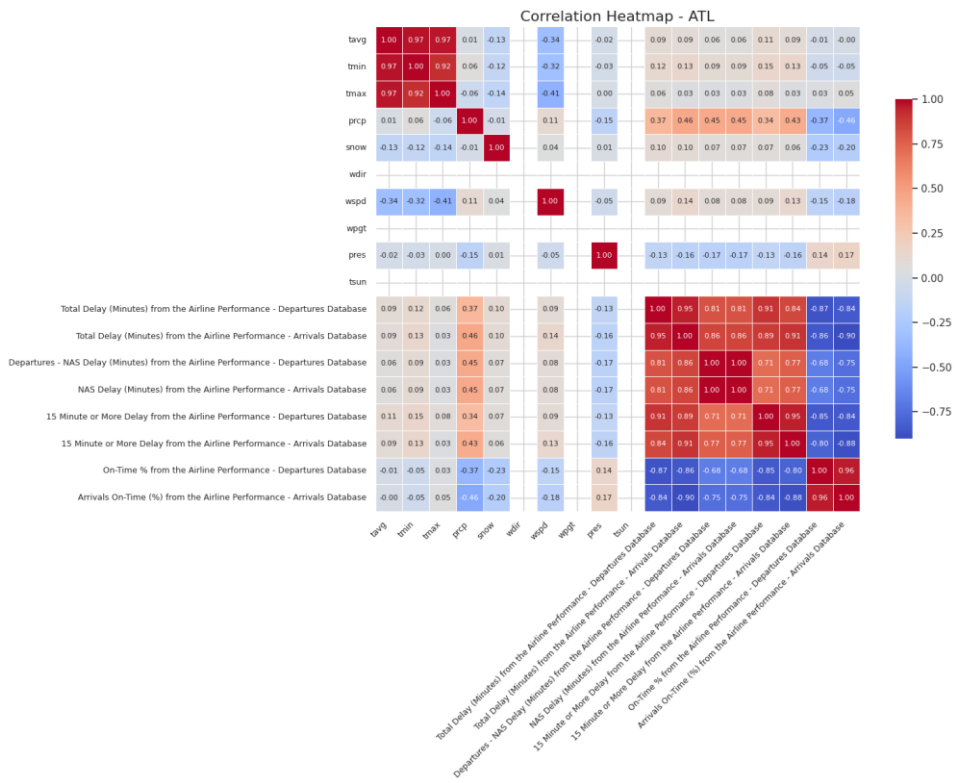 Correlation Heatmap - ATL
tavg 1.00 0.97 0.97 0.01 -0.13 -0.34 -0.02 0.09 0.09 0.06 0.06 0.11 0.09 -0.01 -0.00
tmin 0.97 1.00 0.92 0.06 -0.12 -0.32 -0.03 0.12 0.13 0.09 0.09 0.15 0.13 -0.05 -0.05
tmax 0.97 0.92 1.00 -0.06 -0.14 -0.41 0.00 0.06 0.03 0.03 0.03 0.08 0.03 0.03 0.05
prcp 0.01 0.06 -0.06 1.00 -0.01 0.11 -0.15 0.37 0.46 0.45 0.45 0.34 0.43 -0.37 -0.46
snow -0.13 -0.12 -0.14 -0.01 1.00 0.04 0.01 0.10 0.10 0.07 0.07 0.07 0.06 -0.23 -0.20
wdir
wspd -0.34 -0.32 -0.41 0.11 0.04 1.00 -0.05 0.09 0.14 0.08 0.08 0.09 0.13 -0.15 -0.18
wpgt
pres -0.02 -0.03 0.00 -0.15 0.01 -0.05 1.00 -0.13 -0.16 -0.17 -0.17 -0.13 -0.16 0.14 0.17
tsun
Total Delay (Minutes) from the Airline Performance - Departures Database 0.09 0.12 0.06 0.37 0.10 0.09 -0.13 1.00 0.95 0.81 0.81 0.91 0.84 -0.87 -0.84
Total Delay (Minutes) from the Airline Performance - Arrivals Database 0.09 0.13 0.03 0.46 0.10 0.14 -0.16 0.95 1.00 0.86 0.86 0.89 0.91 -0.86 -0.90
Departures - NAS Delay (Minutes) from the Airline Performance - Departures Database 0.06 0.09 0.03 0.45 0.07 0.08 -0.17 0.81 0.86 1.00 1.00 0.71 0.77 -0.68 -0.75
NAS Delay (Minutes) from the Airline Performance - Arrivals Database 0.06 0.09 0.03 0.45 0.07 0.08 -0.17 0.81 0.86 1.00 1.00 0.71 0.77 -0.68 -0.75
15 Minute or More Delay from the Airline Performance - Departures Database 0.11 0.15 0.08 0.34 0.07 0.09 -0.13 0.91 0.89 0.71 0.71 1.00 0.95 -0.85 -0.84
15 Minute or More Delay from the Airline Performance - Arrivals Database 0.09 0.13 0.03 0.43 0.06 0.13 -0.16 0.84 0.91 0.77 0.77 0.95 1.00 -0.80 -0.88
On-Time % from the Airline Performance - Departures Database -0.01 -0.05 0.03 -0.37 -0.23 -0.15 0.14 -0.87 -0.86 -0.68 -0.68 -0.85 -0.80 1.00 0.96
Arrivals On-Time (%) from the Airline Performance - Arrivals Database -0.00 -0.05 0.05 -0.46 -0.20 -0.18 0.17 -0.84 -0.90 -0.75 -0.75 -0.84 -0.88 0.96 1.00
tavg
tmin
tmax
prcp
snow
wdir
wspd
wpgt
pres
tsun
Total Delay (Minutes) from the Airline Performance - Departures Database
Total Delay (Minutes) from the Airline Performance - Arrivals Database
Departures - NAS Delay (Minutes) from the Airline Performance - Departures Database
NAS Delay (Minutes) from the Airline Performance - Arrivals Database
15 Minute or More Delay from the Airline Performance - Departures Database
15 Minute or More Delay from the Airline Performance - Arrivals Database
On-Time % from the Airline Performance - Departures Database
Arrivals On-Time (%) from the Airline Performance - Arrivals Database
1.00
0.75
0.50
0.25
0.00
−0.25
−0.50
−0.75